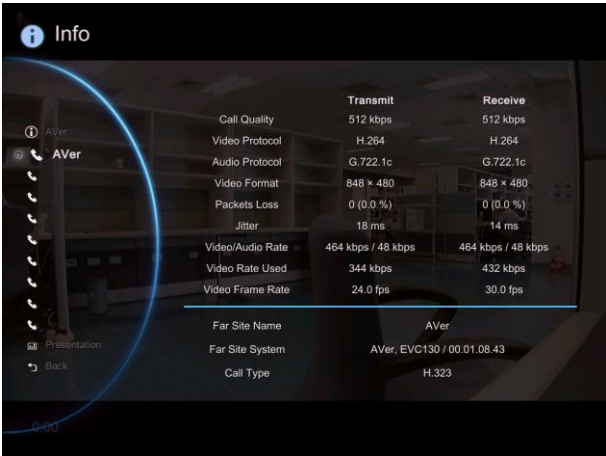 Info
Transmit Receive
Call Quality 512 kbps 512 kbps
Video Protocol H.264 H.264
Audio Protocol G.722.1c G.722.1c
Video Format 848 × 480 848 × 480
Packets Loss 0 (0.0 %) 0 (0.0 %)
Jitter 18 ms 14 ms
Video/Audio Rate 464 kbps / 48 kbps 464 kbps / 48 kbps
Video Rate Used 344 kbps 432 kbps
Video Frame Rate 24.0 fps 30.0 fps
Far Site Name AVer
Far Site System AVer, EVC130 / 00.01.08.43
Call Type H.323
AVer
AVer
Presentation
Back
0:00